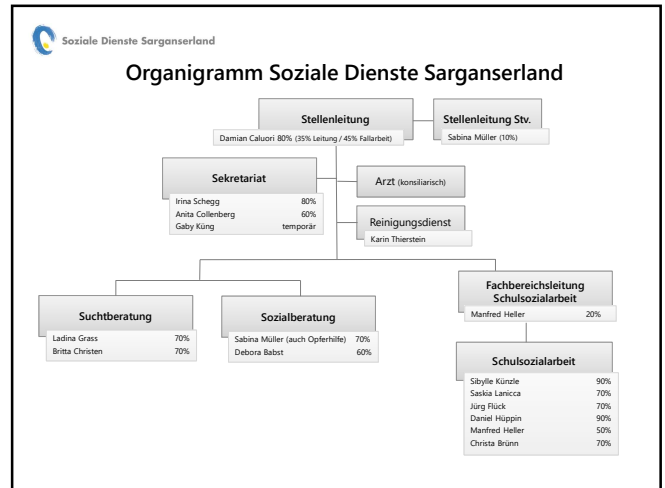 Soziale Dienste Sarganserland
Organigramm Soziale Dienste Sarganserland
Stellenleitung
Damian Caluori 80% (35% Leitung / 45% Fallarbeit)
Stellenleitung Stv.
Sabina Müller (10%)
Sekretariat
Irina Schegg 80%
Anita Collenberg 60%
Gaby Küng temporär
Arzt (konsiliarisch)
Reinigungsdienst
Karin Thierstein
Suchtberatung
Ladina Grass 70%
Britta Christen 70%
Sozialberatung
Sabina Müller (auch Opferhilfe) 70%
Debora Babst 60%
Fachbereichsleitung
Schulsozialarbeit
Manfred Heller 20%
Schulsozialarbeit
Sibylle Künzle 90%
Saskia Lanicca 70%
Jürg Flück 70%
Daniel Hüppin 90%
Manfred Heller 50%
Christa Brünn 70%